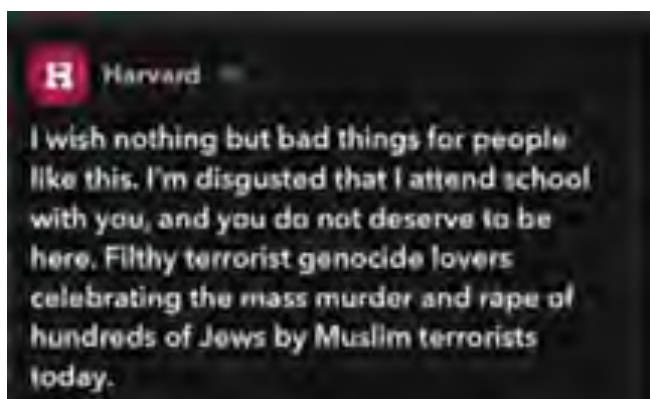 H Harvard
I wish nothing but bad things for people
like this. I'm disgusted that I attend school
with you, and you do not deserve to be
here. Filthy terrorist genocide lovers
celebrating the mass murder and rape of
hundreds of Jews by Muslim terrorists
today.